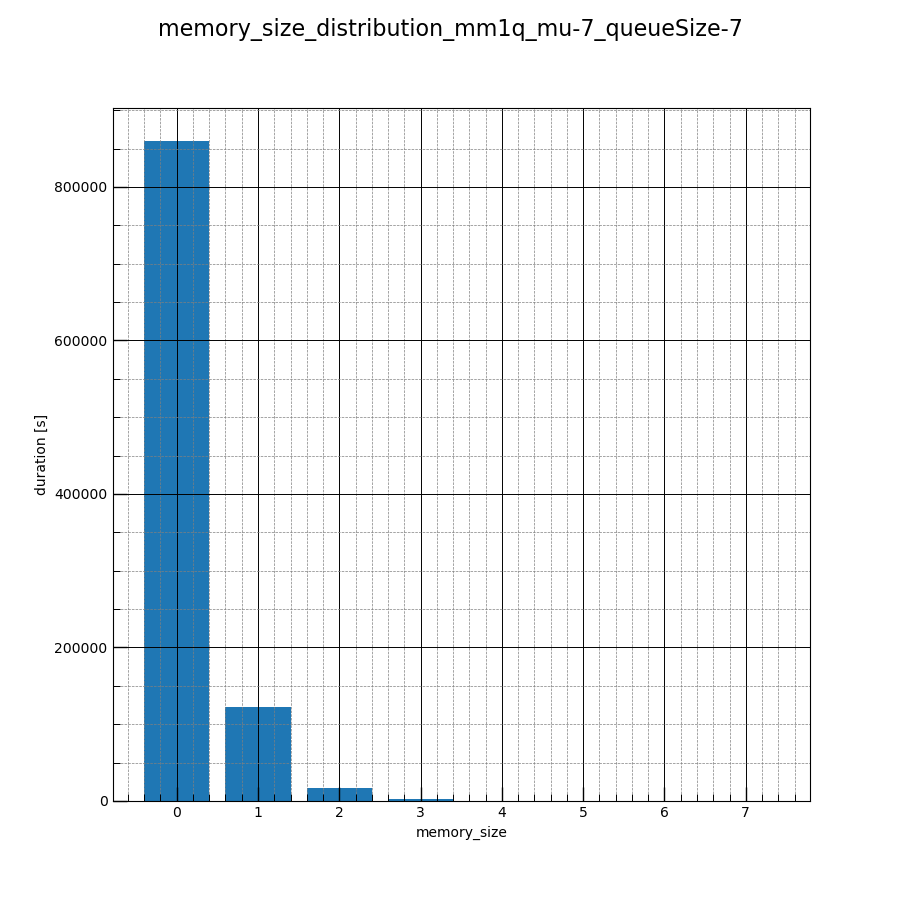 memory_size_distribution_mm1q_mu-7_queueSize-7
800000
600000
400000
200000
0
duration [s]
0 1 2 3 4 5 6 7
memory_size